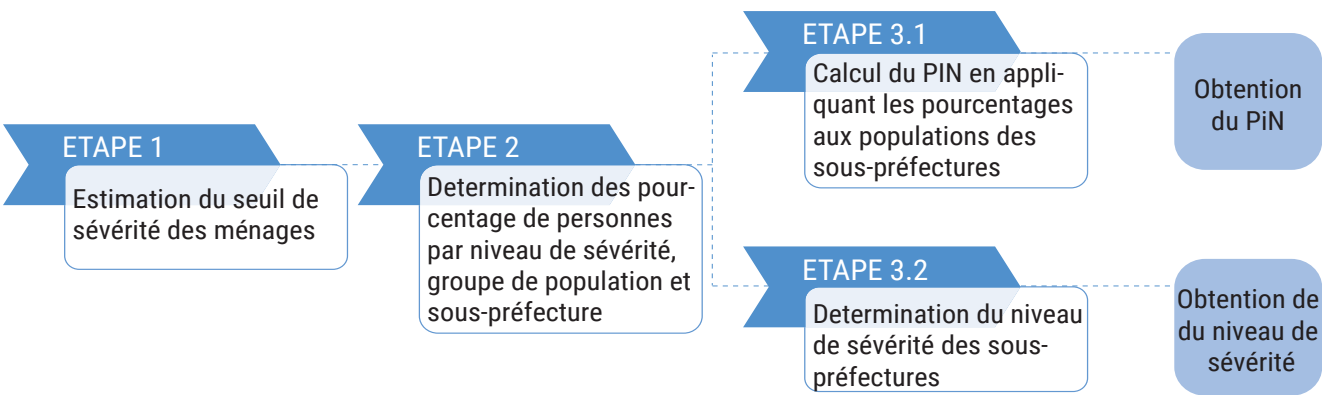 ETAPE 1
Estimation du seuil de
sévérité des ménages
ETAPE 2
Determination des pour-
centage de personnes
par niveau de sévérité,
groupe de population et
sous-préfecture
ETAPE 3.1
Calcul du PIN en appli-
quant les pourcentages
aux populations des
sous-préfectures
Obtention
du PiN
ETAPE 3.2
Determination du niveau
de sévérité des sous-
préfectures
Obtention de
du niveau de
sévérité